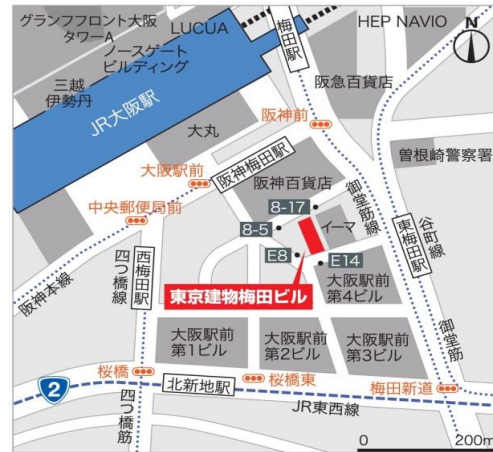 グランフロント大阪
タワーA
LUCUA
ノースゲート
ビルディング
三越
伊勢丹
JR大阪駅
梅田駅
HEP NAVIO
N
阪急百貨店
阪神前
大丸
大阪駅前
阪神梅田駅
曽根崎警察署
中央郵便局前
阪神百貨店
御堂筋線
8-17
8-5
イーマ
谷町線
東梅田駅
西梅田駅
四つ橋線
阪神本線
E8
E14
東京建物梅田ビル
大阪駅前
第4ビル
大阪駅前
第1ビル
大阪駅前
第2ビル
大阪駅前
第3ビル
御堂筋
桜橋
桜橋東
梅田新道
2
北新地駅
JR東西線
四つ橋筋
0
200m